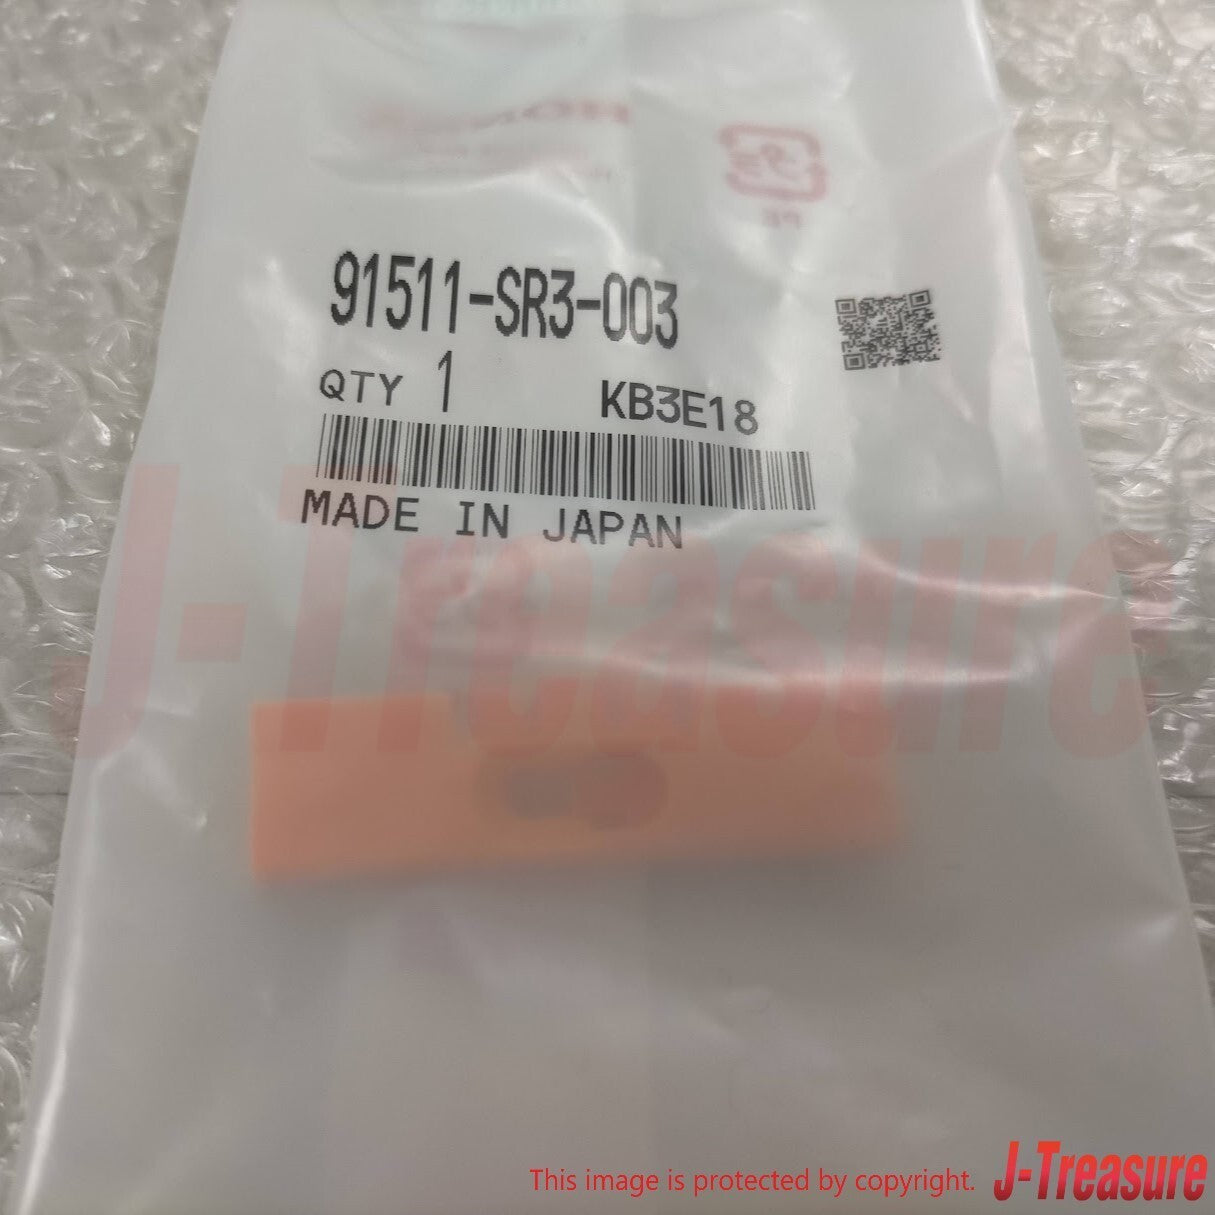 91511-SR3-003
QTY 1 KB3E18
MADE IN JAPAN
J-Treasure
This image is protected by copyright. J-Treasure